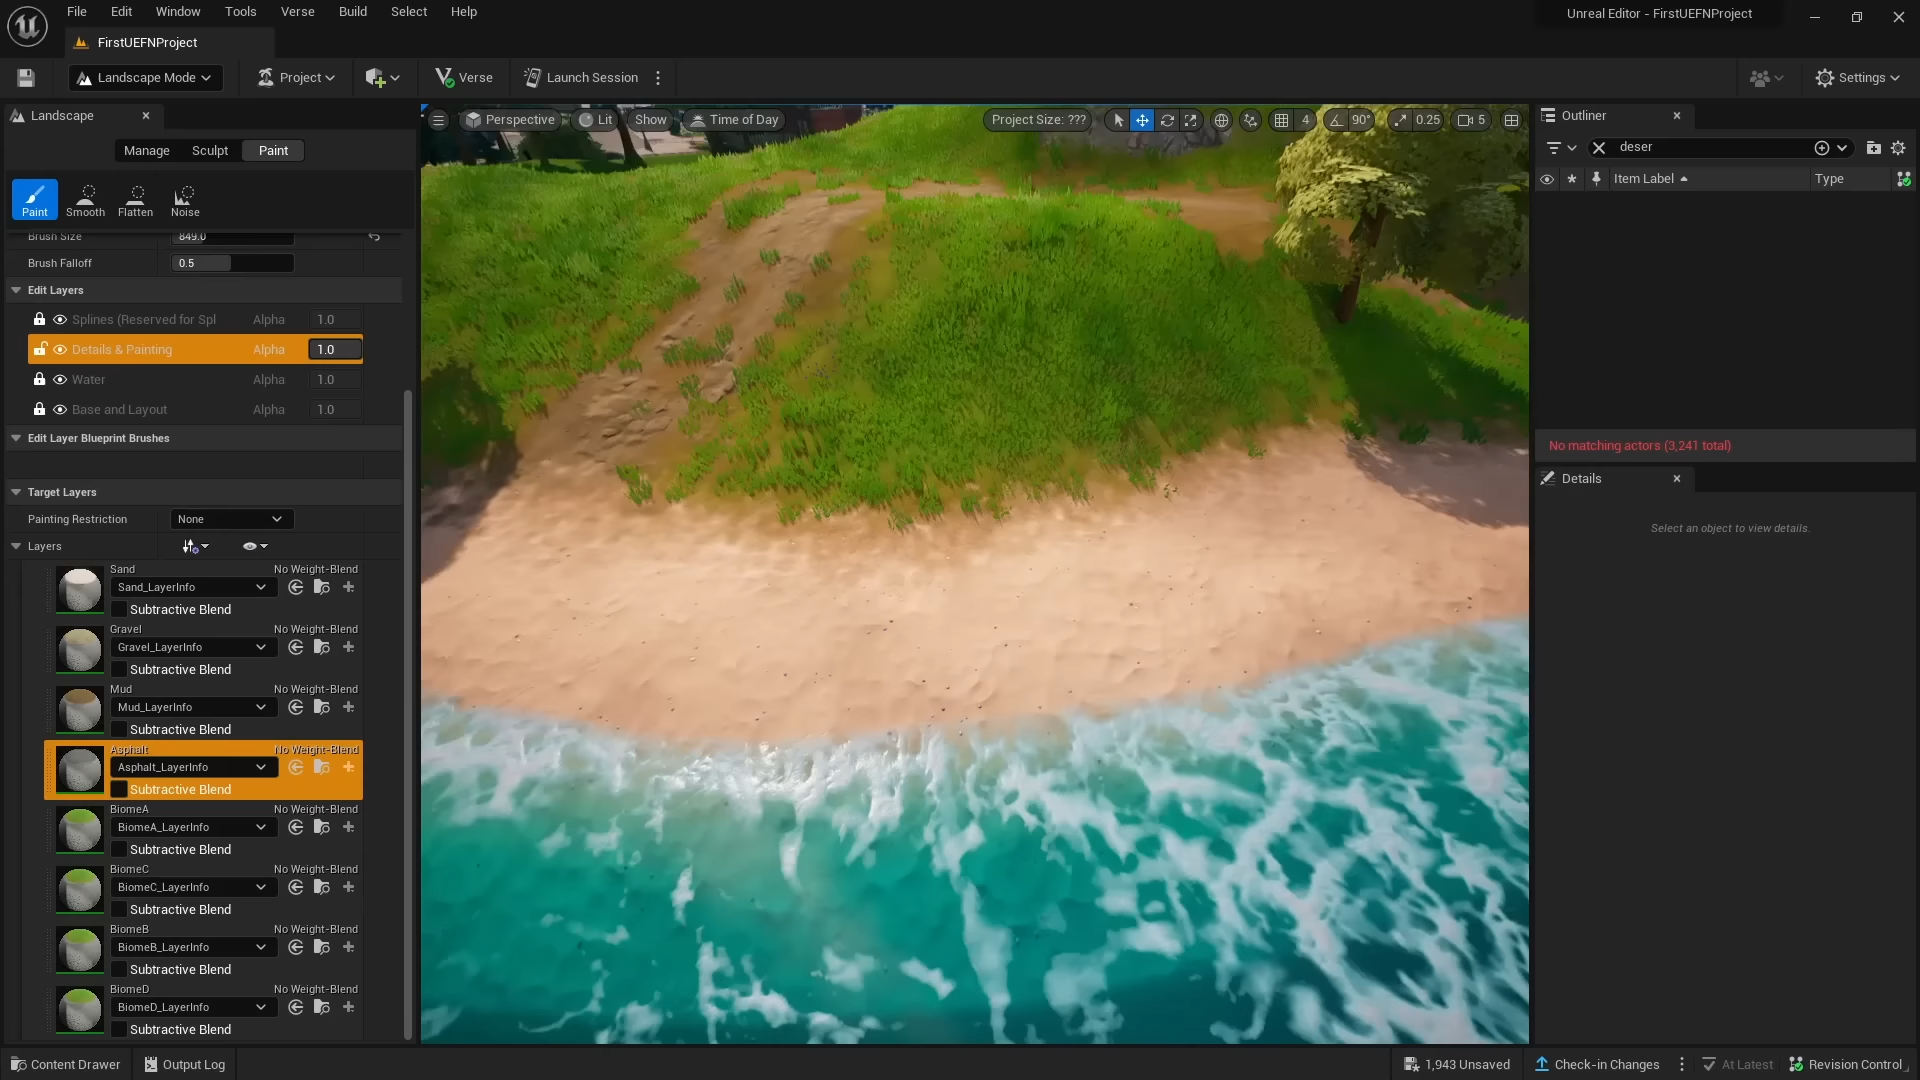 File Edit Window Tools Verse Build Select Help
Unreal Editor - FirstUEFNProject
FirstUEFNProject
Landscape Mode
Project
Verse
Launch Session
Settings
Landscape
Manage Sculpt Paint
Paint Smooth Flatten Noise
Brush Size 849.0
Brush Falloff 0.5
Edit Layers
Splines (Reserved for Spl Alpha 1.0
Details & Painting Alpha 1.0
Water Alpha 1.0
Base and Layout Alpha 1.0
Edit Layer Blueprint Brushes
Target Layers
Painting Restriction None
Layers
Sand No Weight-Blend
Sand_LayerInfo
Subtractive Blend
Gravel No Weight-Blend
Gravel_LayerInfo
Subtractive Blend
Mud No Weight-Blend
Mud_LayerInfo
Subtractive Blend
Asphalt No Weight-Blend
Asphalt_LayerInfo
Subtractive Blend
BiomeA No Weight-Blend
BiomeA_LayerInfo
Subtractive Blend
BiomeC No Weight-Blend
BiomeC_LayerInfo
Subtractive Blend
BiomeB No Weight-Blend
BiomeB_LayerInfo
Subtractive Blend
BiomeD No Weight-Blend
BiomeD_LayerInfo
Subtractive Blend
Perspective Lit Show Time of Day
Project Size: ??? 4 90° 0.25 5
Outliner
deser
Item Label Type
No matching actors (3,241 total)
Details
Select an object to view details.
Content Drawer Output Log
1,943 Unsaved Check-in Changes At Latest Revision Control